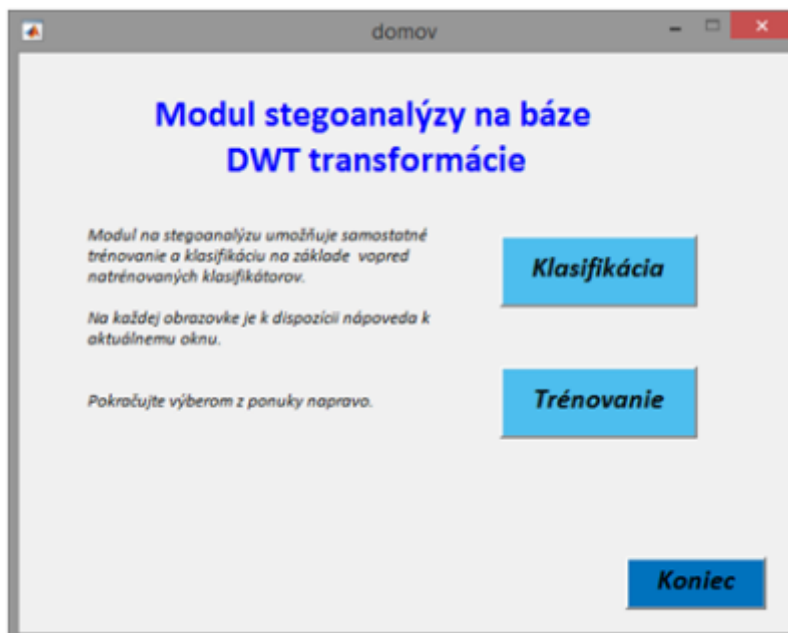 domov
Modul stegoanalýzy na báze
DWT transformácie
Modul na stegoanalýzu umožňuje samostatné
trénovanie a klasifikáciu na základe vopred
natrénovaných klasifikátorov.
Na každej obrazovke je k dispozícii nápoveda k
aktuálnemu oknu.
Pokračujte výberom z ponuky napravo.
Klasifikácia
Trénovanie
Koniec